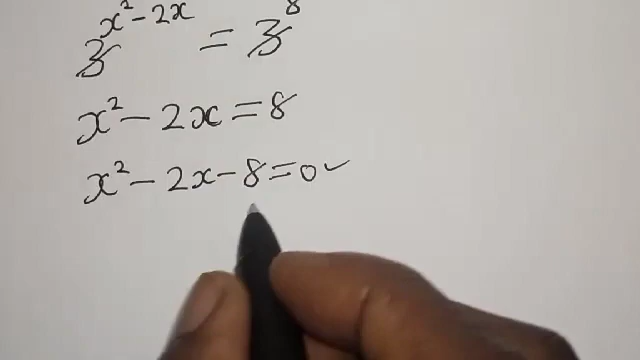 3^{x²-2x} = 3^8
x² - 2x = 8
x² - 2x - 8 = 0 ✓